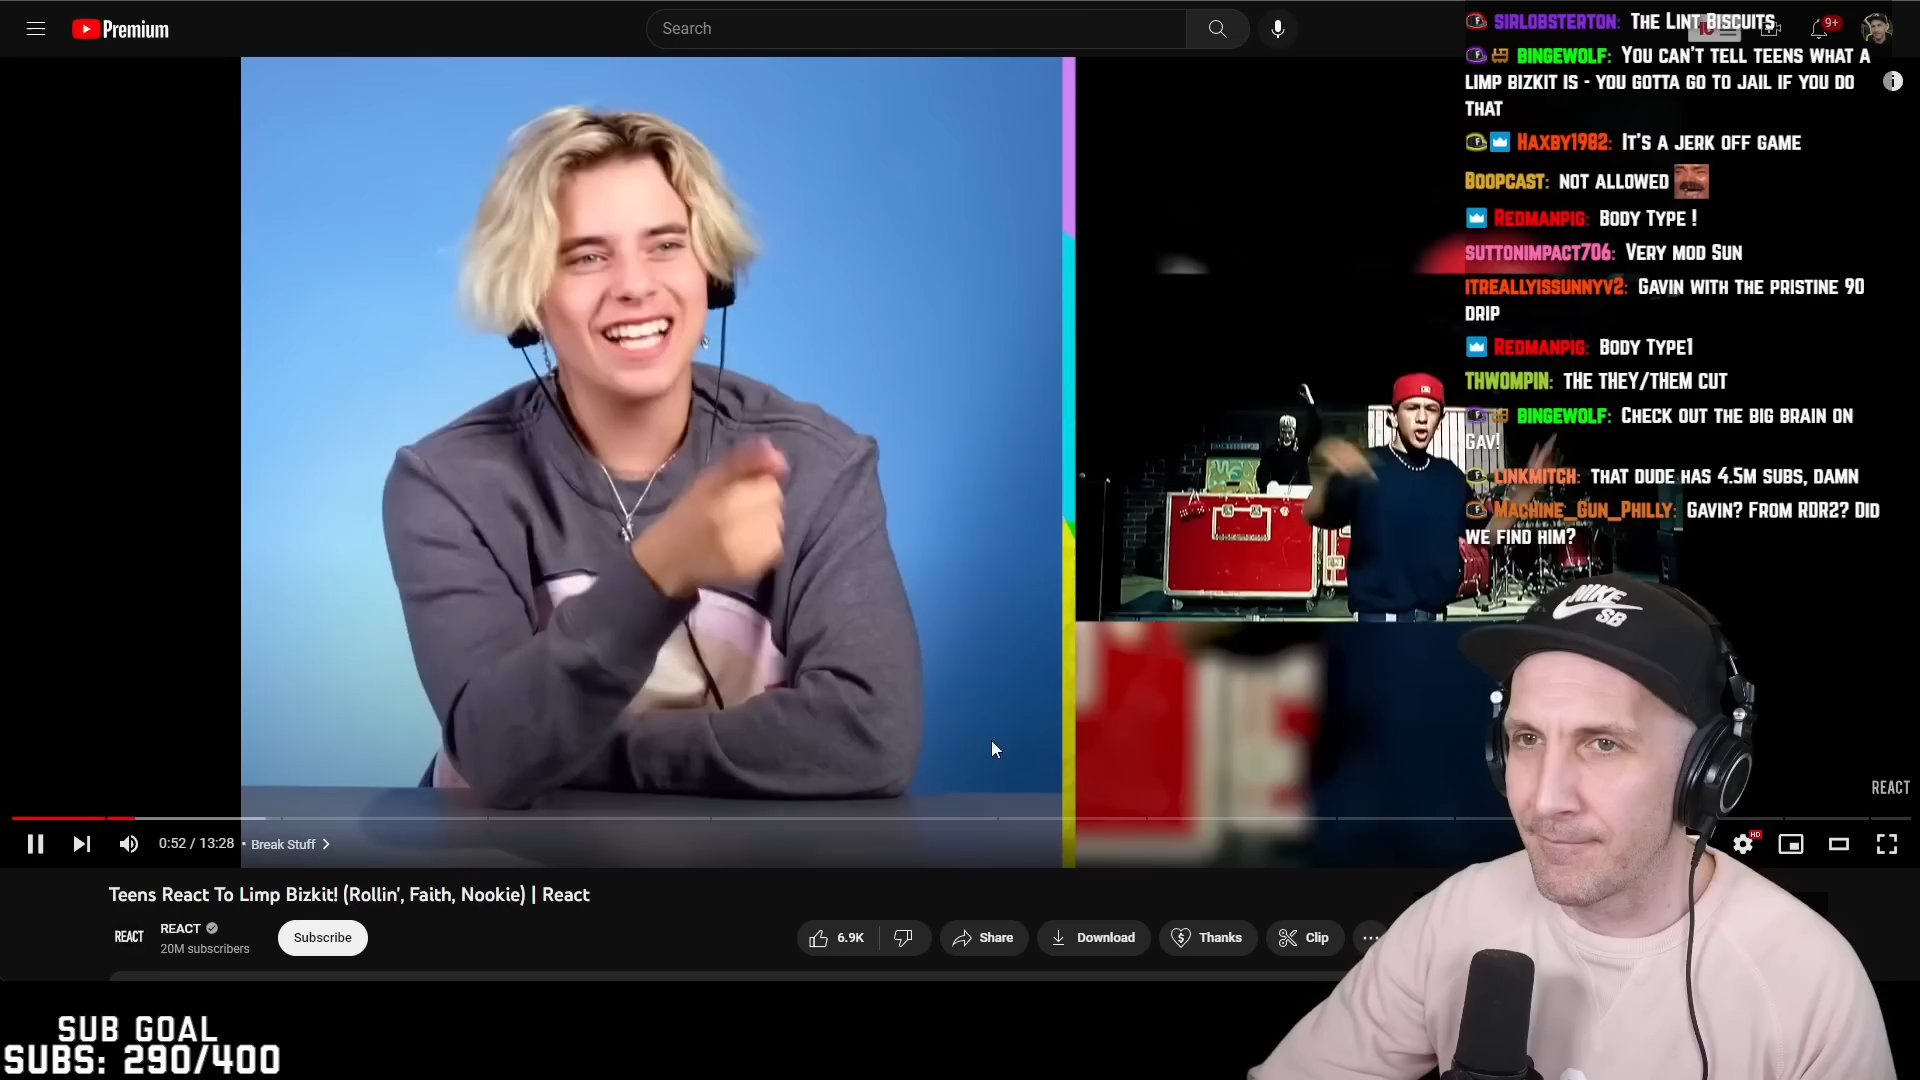 Premium
Search
9+
SIRLOBSTERTON: THE LINT BISCUITS
BINGEWOLF: YOU CAN'T TELL TEENS WHAT A
LIMP BIZKIT IS - YOU GOTTA GO TO JAIL IF YOU DO
THAT
HAXBY1982: IT'S A JERK OFF GAME
BOOPCAST: NOT ALLOWED
REDMANPIG: BODY TYPE !
SUTTONIMPACT706: VERY MOD SUN
ITREALLYISSUNNYV2: GAVIN WITH THE PRISTINE 90
DRIP
REDMANPIG: BODY TYPE1
THWOMPIN: THE THEY/THEM CUT
BINGEWOLF: CHECK OUT THE BIG BRAIN ON
GAV!
LINKMITCH: THAT DUDE HAS 4.5M SUBS, DAMN
MACHINE_GUN_PHILLY: GAVIN? FROM RDR2? DID
WE FIND HIM?
NIKE
SB
REACT
0:52 / 13:28 • Break Stuff
HD
Teens React To Limp Bizkit! (Rollin', Faith, Nookie) | React
REACT
REACT
20M subscribers
Subscribe
6.9K
Share
Download
Thanks
Clip
SUB GOAL
SUBS: 290/400